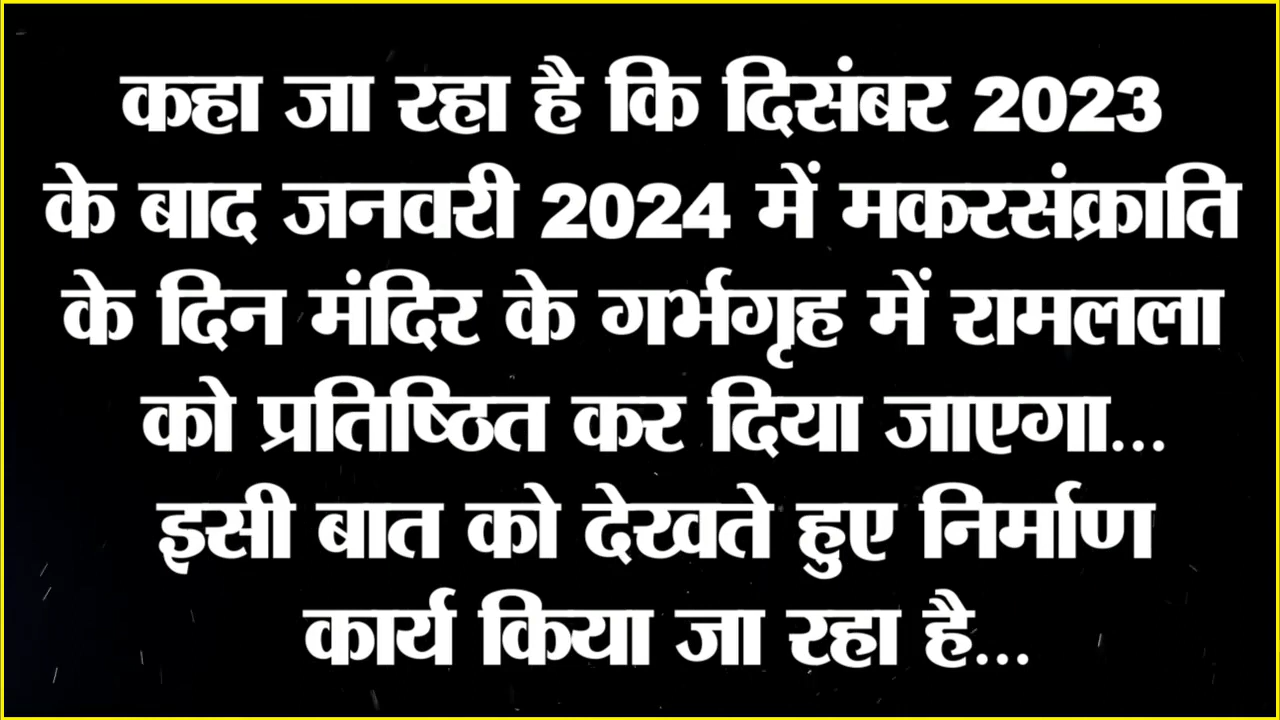 कहा जा रहा है कि दिसंबर 2023
के बाद जनवरी 2024 में मकरसंक्राति
के दिन मंदिर के गर्भगृह में रामलला
को प्रतिष्ठित कर दिया जाएगा...
इसी बात को देखते हुए निर्माण
कार्य किया जा रहा है...